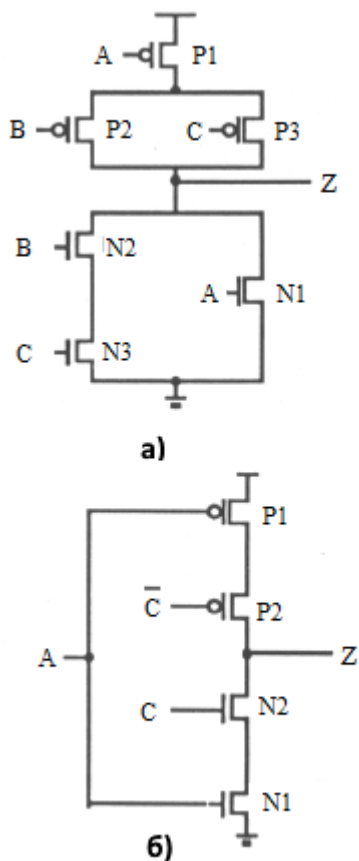 A P1
B P2 C P3
Z
B N2
A N1
C N3
а)
P1
C̅ P2
A Z
C N2
N1
б)